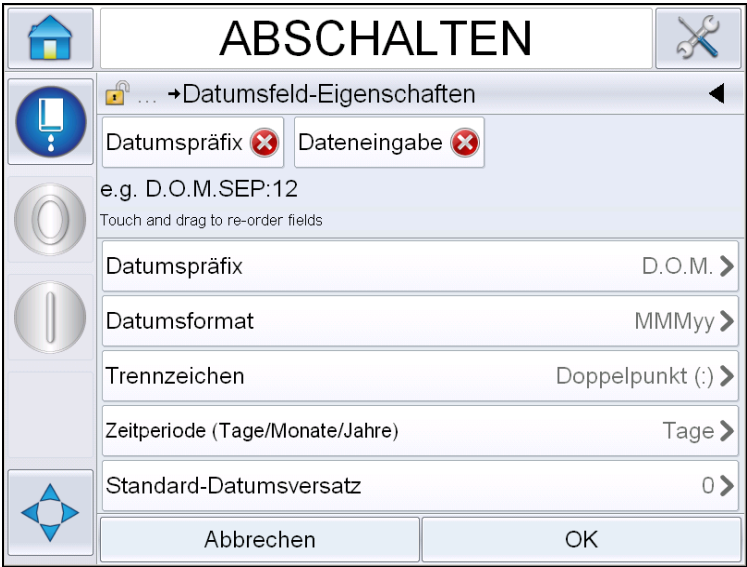 ABSCHALTEN
... →Datumsfeld-Eigenschaften
Datumspräfix Dateneingabe
e.g. D.O.M.SEP:12
Touch and drag to re-order fields
Datumspräfix D.O.M.
Datumsformat MMMyy
Trennzeichen Doppelpunkt (:)
Zeitperiode (Tage/Monate/Jahre) Tage
Standard-Datumsversatz 0
Abbrechen OK